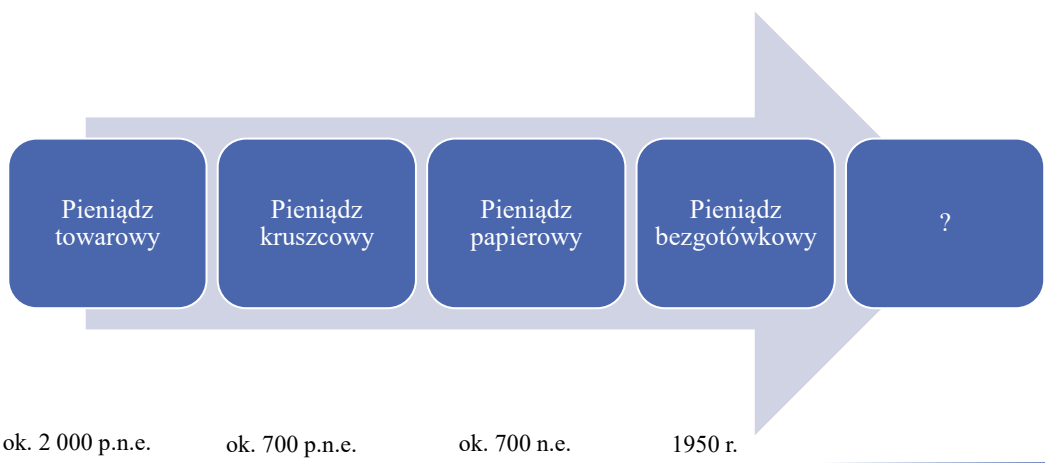 Pieniądz
towarowy
Pieniądz
kruszcowy
Pieniądz
papierowy
Pieniądz
bezgotówkowy
?
ok. 2 000 p.n.e.
ok. 700 p.n.e.
ok. 700 n.e.
1950 r.